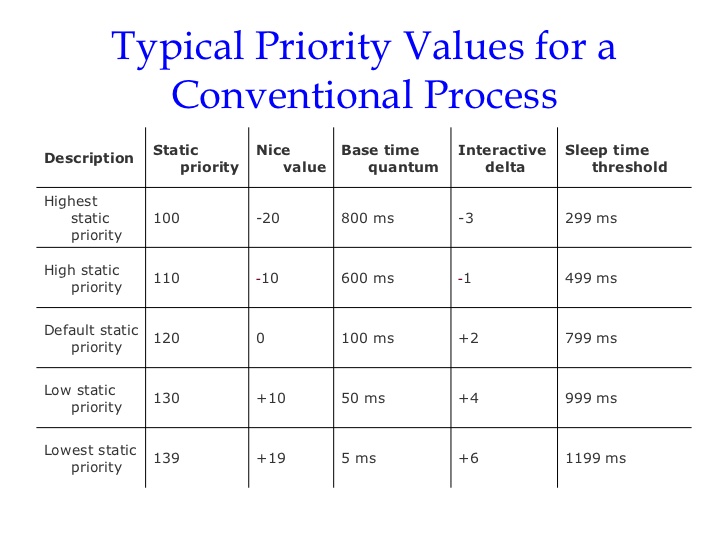 Typical Priority Values for a
Conventional Process
Description
Static
priority
Nice
value
Base time
quantum
Interactive
delta
Sleep time
threshold
Highest
static
priority
100
-20
800 ms
-3
299 ms
High static
priority
110
-10
600 ms
-1
499 ms
Default static
priority
120
0
100 ms
+2
799 ms
Low static
priority
130
+10
50 ms
+4
999 ms
Lowest static
priority
139
+19
5 ms
+6
1199 ms